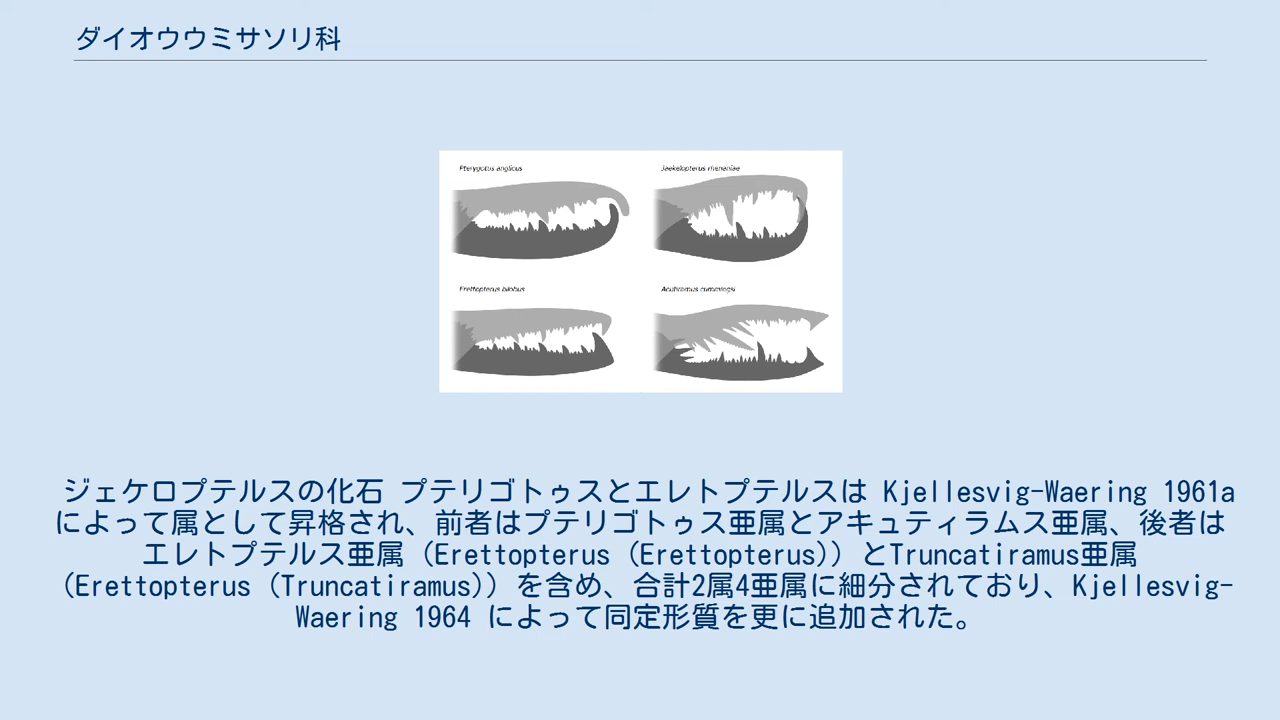 ダイオウウミサソリ科
Pterygotus anglicus
Jaekelopterus rhenaniae
Erettopterus bilobus
Acutiramus cummingsi
ジェケロプテルスの化石 プテリゴトゥスとエレトプテルスは Kjellesvig-Waering 1961a
によって属として昇格され、前者はプテリゴトゥス亜属とアキュティラムス亜属、後者は
エレトプテルス亜属（Erettopterus（Erettopterus））とTruncatiramus亜属
（Erettopterus（Truncatiramus））を含め、合計2属4亜属に細分されており、Kjellesvig-
Waering 1964 によって同定形質を更に追加された。